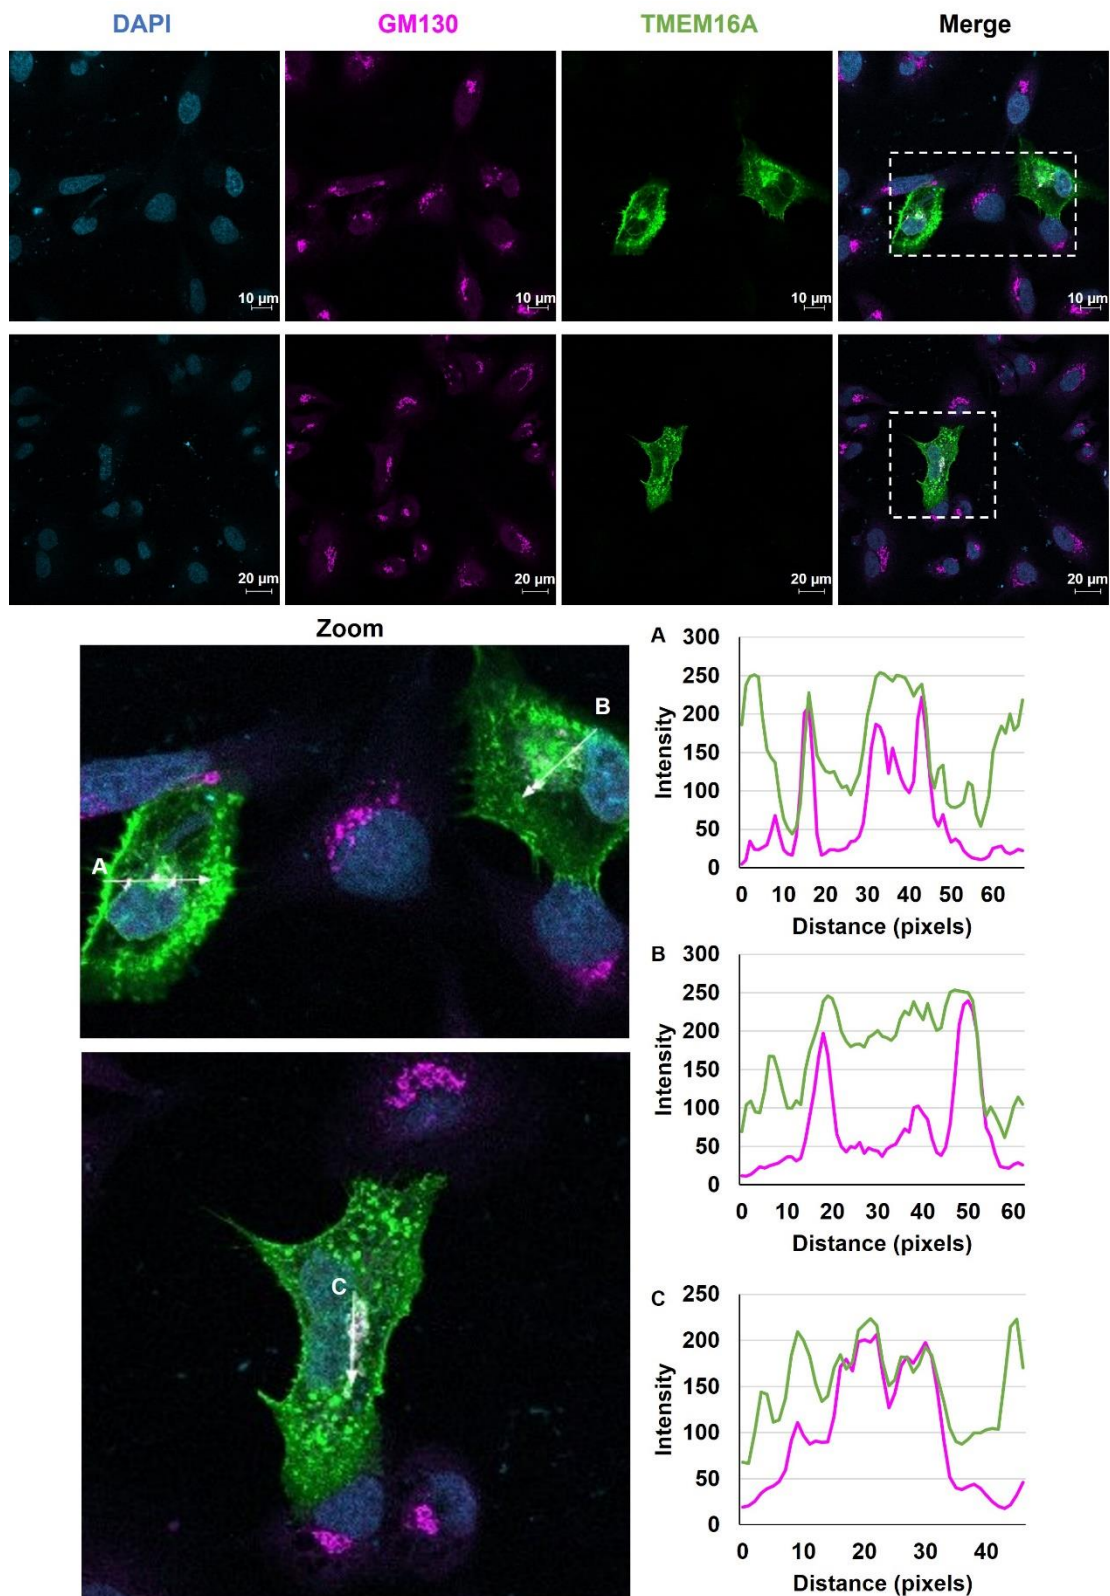 DAPI GM130 TMEM16A Merge
10 µm 10 µm 10 µm 10 µm
20 µm 20 µm 20 µm 20 µm
Zoom
A
B
C
A
300
250
200
150
100
50
0
Intensity
0 10 20 30 40 50 60
Distance (pixels)
B
300
250
200
150
100
50
0
Intensity
0 10 20 30 40 50 60
Distance (pixels)
C
250
200
150
100
50
0
Intensity
0 10 20 30 40
Distance (pixels)